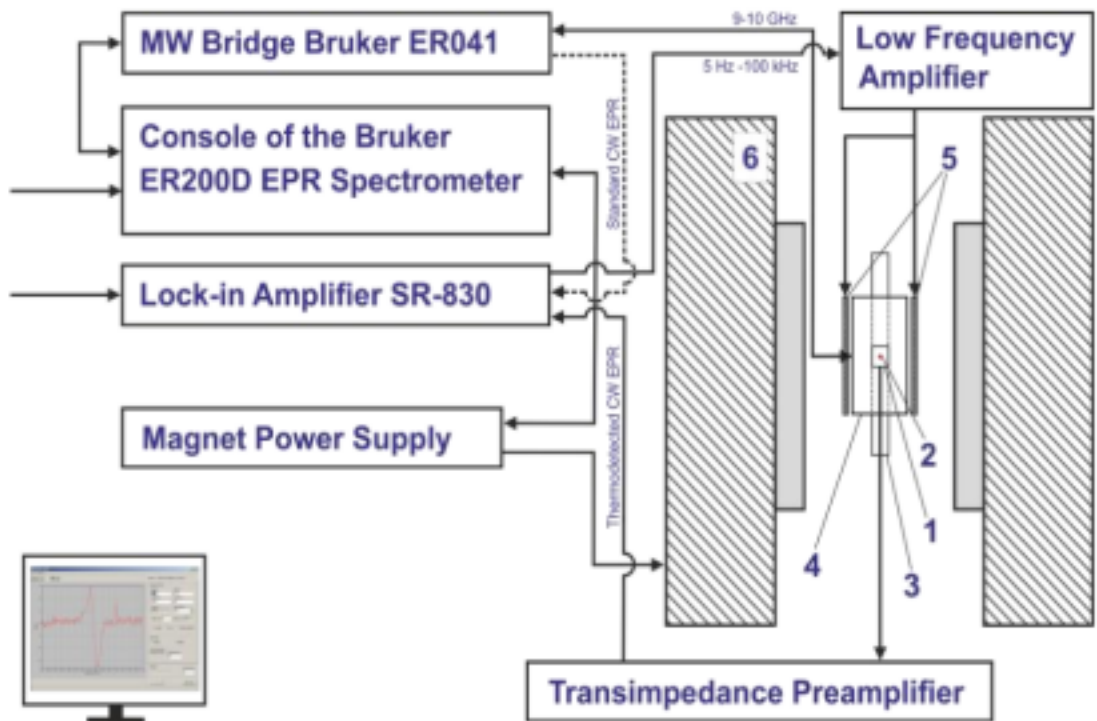 MW Bridge Bruker ER041
9-10 GHz
Low Frequency
Amplifier
5 Hz -100 kHz
Console of the Bruker
ER200D EPR Spectrometer
Standard CW EPR
6
5
Lock-in Amplifier SR-830
Thermodetected CW EPR
Magnet Power Supply
2
1
4
3
Transimpedance Preamplifier